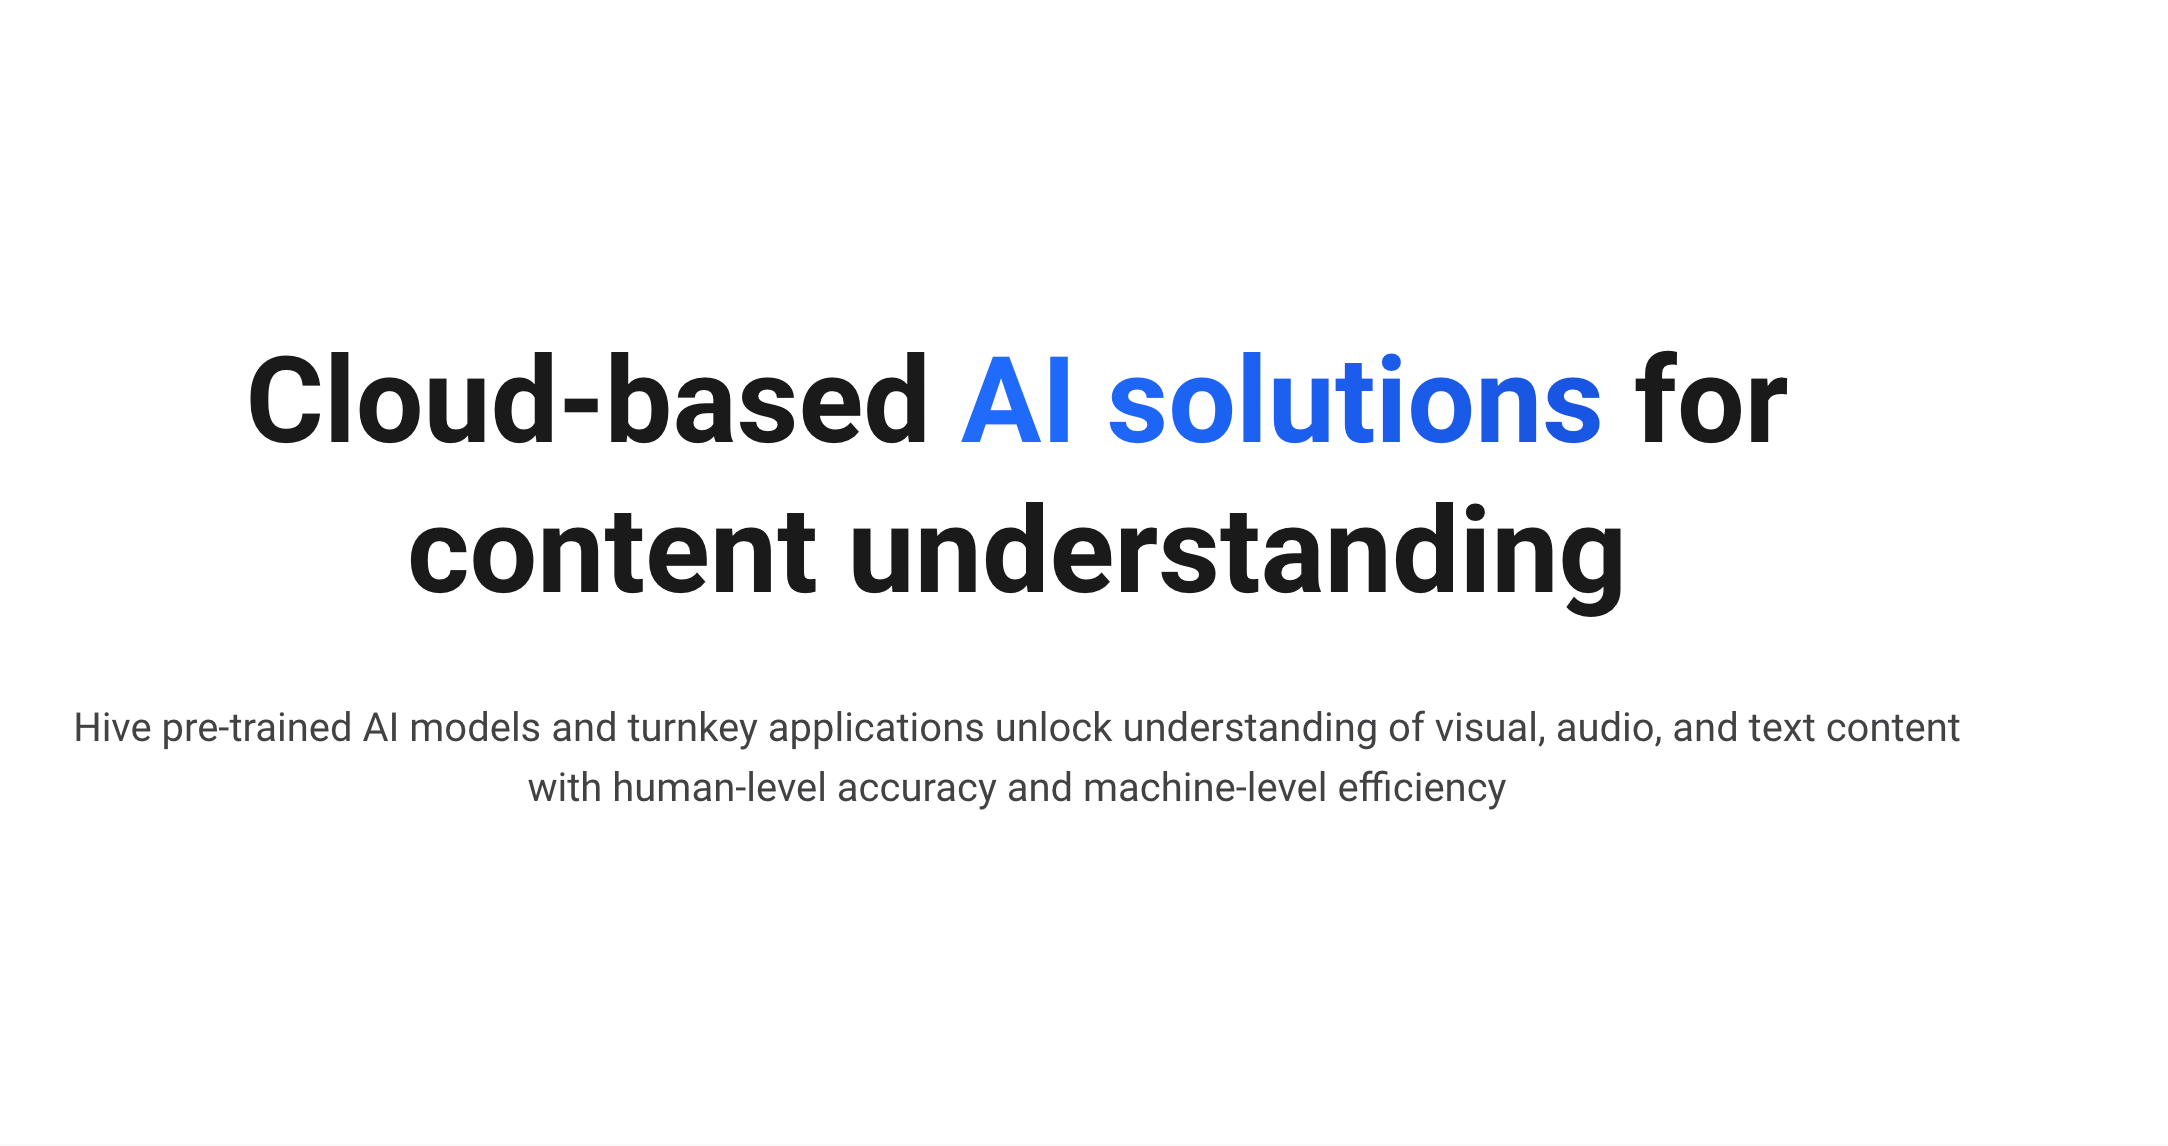 Cloud-based AI solutions for
content understanding
Hive pre-trained AI models and turnkey applications unlock understanding of visual, audio, and text content
with human-level accuracy and machine-level efficiency